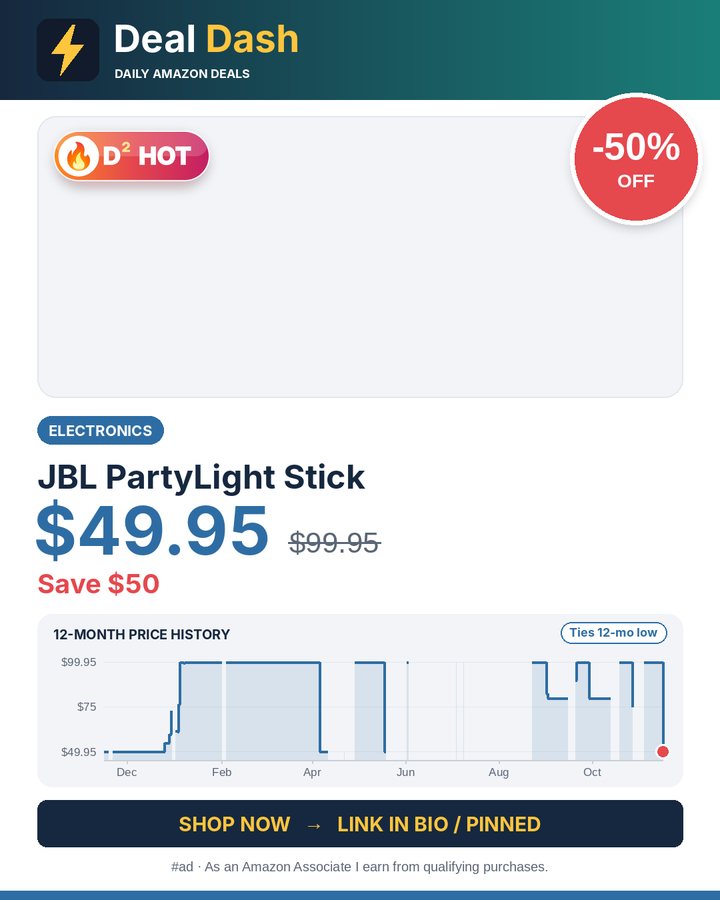 Deal Dash
DAILY AMAZON DEALS
-50%
OFF
D² HOT
ELECTRONICS
JBL PartyLight Stick
$49.95 $99.95
Save $50
12-MONTH PRICE HISTORY
Ties 12-mo low
$99.95
$75
$49.95
Dec Feb Apr Jun Aug Oct
SHOP NOW → LINK IN BIO / PINNED
#ad · As an Amazon Associate I earn from qualifying purchases.